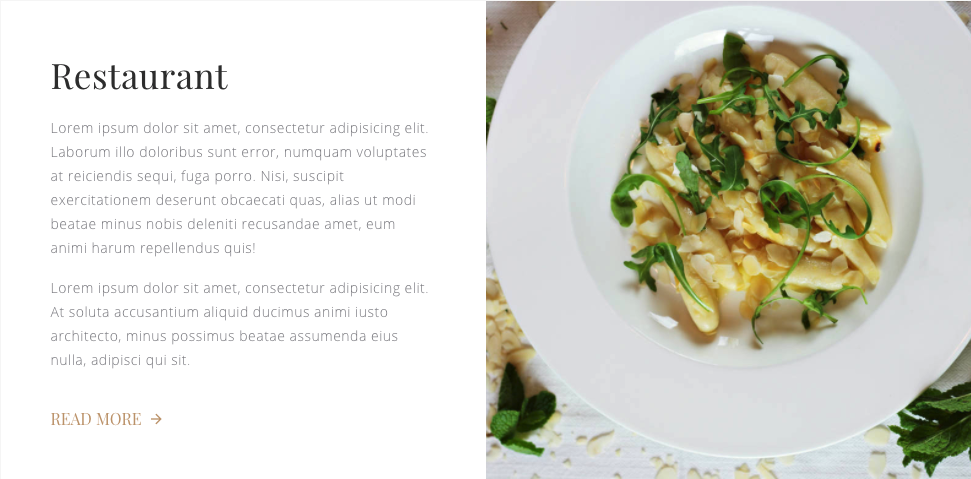 Restaurant
Lorem ipsum dolor sit amet, consectetur adipisicing elit.
Laborum illo doloribus sunt error, numquam voluptates
at reiciendis sequi, fuga porro. Nisi, suscipit
exercitationem deserunt obcaecati quas, alias ut modi
beatae minus nobis deleniti recusandae amet, eum
animi harum repellendus quis!
Lorem ipsum dolor sit amet, consectetur adipisicing elit.
At soluta accusantium aliquid ducimus animi iusto
architecto, minus possimus beatae assumenda eius
nulla, adipisci qui sit.
READ MORE →